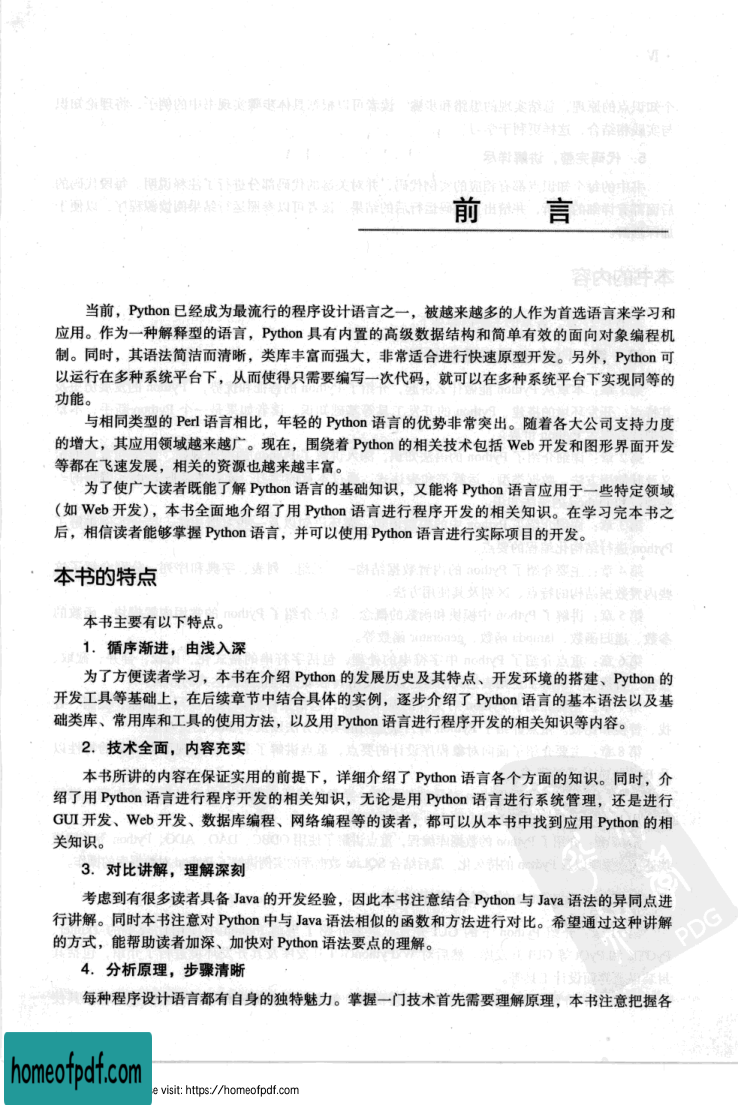 前 言
当前，Python 已经成为最流行的程序设计语言之一，被越来越多的人作为首选语言来学习和
应用。作为一种解释型的语言，Python 具有内置的高级数据结构和简单有效的面向对象编程机
制。同时，其语法简洁而清晰，类库丰富而强大，非常适合进行快速原型开发。另外，Python 可
以运行在多种系统平台下，从而使得只需要编写一次代码，就可以在多种系统平台下实现同等的
功能。
与相同类型的 Perl 语言相比，年轻的 Python 语言的优势非常突出。随着各大公司支持力度
的增大，其应用领域越来越广。现在，围绕着 Python 的相关技术包括 Web 开发和图形界面开发
等都在飞速发展，相关的资源也越来越丰富。
为了使广大读者既能了解 Python 语言的基础知识，又能将 Python 语言应用于一些特定领域
（如 Web 开发），本书全面地介绍了用 Python 语言进行程序开发的相关知识。在学习完本书之
后，相信读者能够掌握 Python 语言，并可以使用 Python 语言进行实际项目的开发。
本书的特点
本书主要有以下特点。
1．循序渐进，由浅入深
为了方便读者学习，本书在介绍 Python 的发展历史及其特点、开发环境的搭建、Python 的
开发工具等基础上，在后续章节中结合具体的实例，逐步介绍了 Python 语言的基本语法以及基
础类库、常用库和工具的使用方法，以及用 Python 语言进行程序开发的相关知识等内容。
2．技术全面，内容充实
本书所讲的内容在保证实用的前提下，详细介绍了 Python 语言各个方面的知识。同时，介
绍了用 Python 语言进行程序开发的相关知识，无论是用 Python 语言进行系统管理，还是进行
GUI 开发、Web 开发、数据库编程、网络编程等的读者，都可以从本书中找到应用 Python 的相
关知识。
3．对比讲解，理解深刻
考虑到有很多读者具备 Java 的开发经验，因此本书注意结合 Python 与 Java 语法的异同点进
行讲解。同时本书注意对 Python 中与 Java 语法相似的函数和方法进行对比。希望通过这种讲解
的方式，能帮助读者加深、加快对 Python 语法要点的理解。
4．分析原理，步骤清晰
每种程序设计语言都有自身的独特魅力。掌握一门技术首先需要理解原理，本书注意把握各
PDG
homeofpdf.com
e visit: https://homeofpdf.com